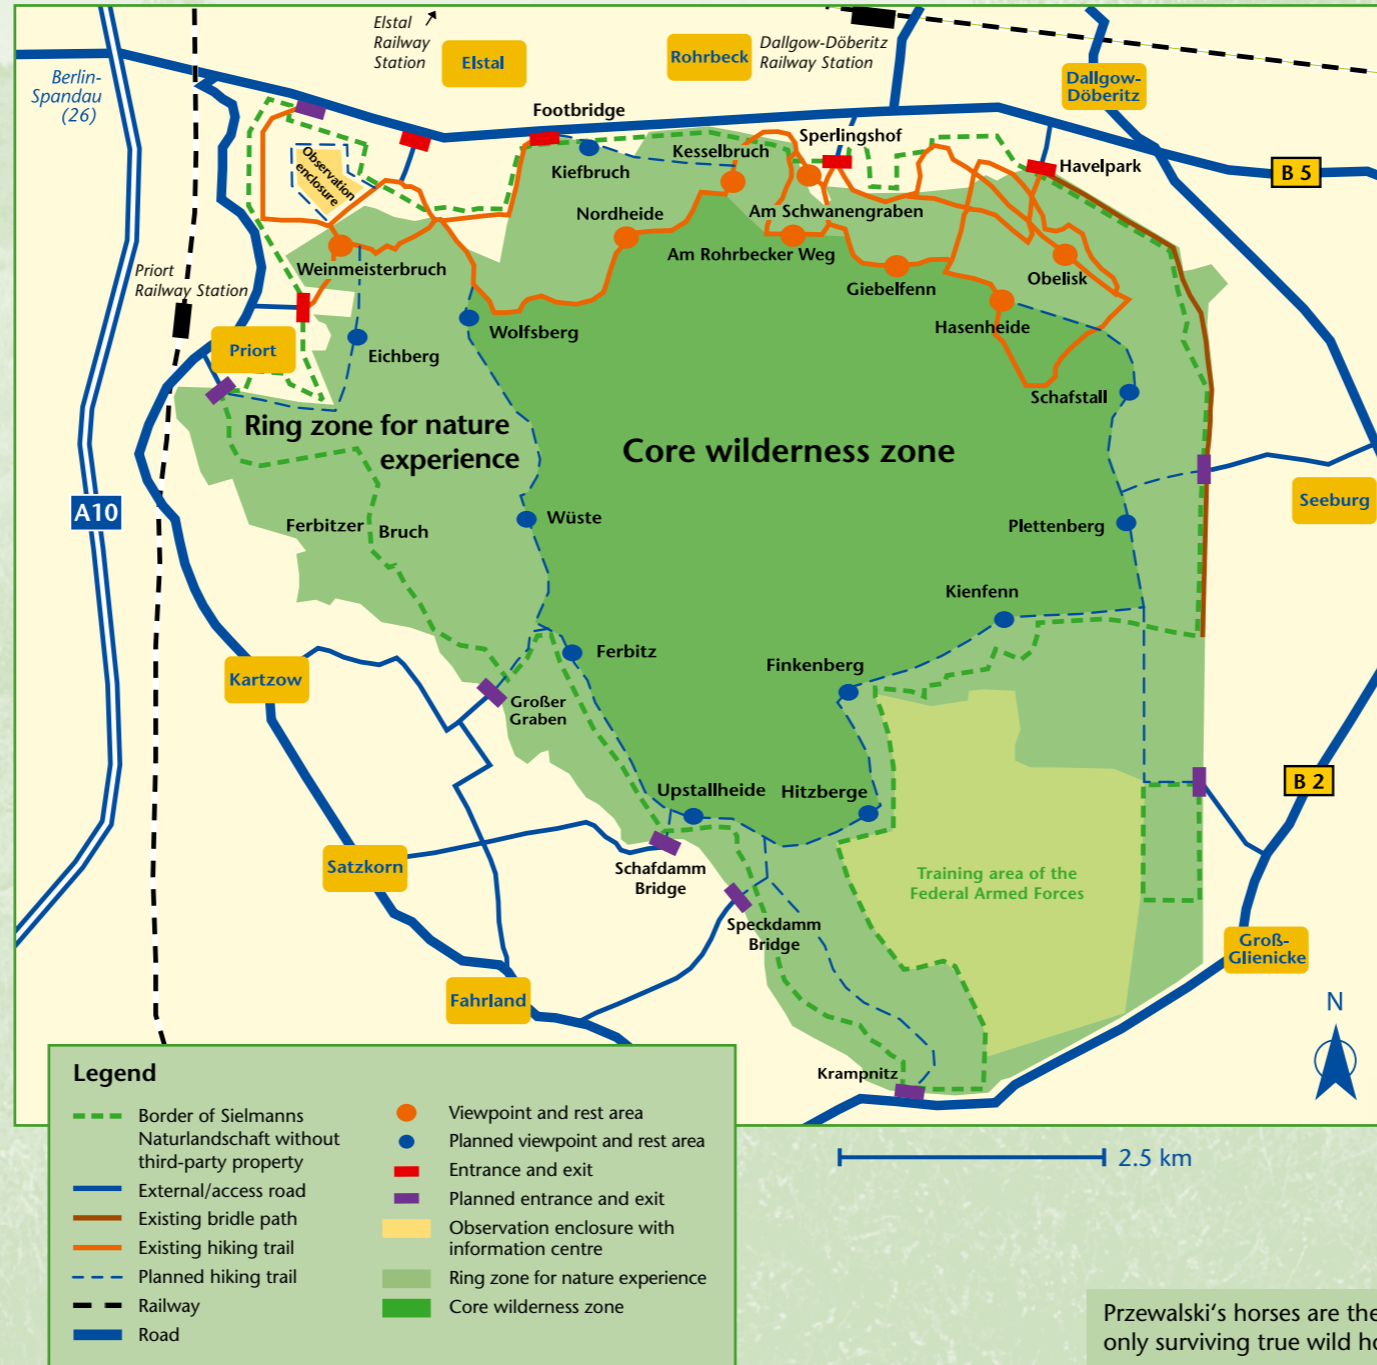 Elstal
Railway
Station
Elstal
Rohrbeck
Dallgow-Döberitz
Railway Station
Dallgow-
Döberitz
Berlin-
Spandau
(26)
Footbridge
Sperlingshof
Observation
enclosure
Kiefbruch
Kesselbruch
Havelpark
B 5
Nordheide
Am Schwanengraben
Weinmeisterbruch
Am Rohrbecker Weg
Giebelfenn
Obelisk
Priort
Railway Station
Wolfsberg
Hasenheide
Priort
Eichberg
Schafstall
Ring zone for nature
experience
Core wilderness zone
A10
Seeburg
Ferbitzer
Bruch
Wüste
Plettenberg
Kienfenn
Kartzow
Ferbitz
Finkenberg
Großer
Graben
Upstallheide
Hitzberge
B 2
Satzkorn
Schafdamm
Bridge
Training area of the
Federal Armed Forces
Speckdamm
Bridge
Groß-
Glienicke
Fahrland
N
Krampnitz
Legend
Border of Sielmanns
Naturlandschaft without
third-party property
External/access road
Existing bridle path
Existing hiking trail
Planned hiking trail
Railway
Road
Viewpoint and rest area
Planned viewpoint and rest area
Entrance and exit
Planned entrance and exit
Observation enclosure with
information centre
Ring zone for nature experience
Core wilderness zone
2.5 km
Przewalski‘s horses are the
only surviving true wild ho